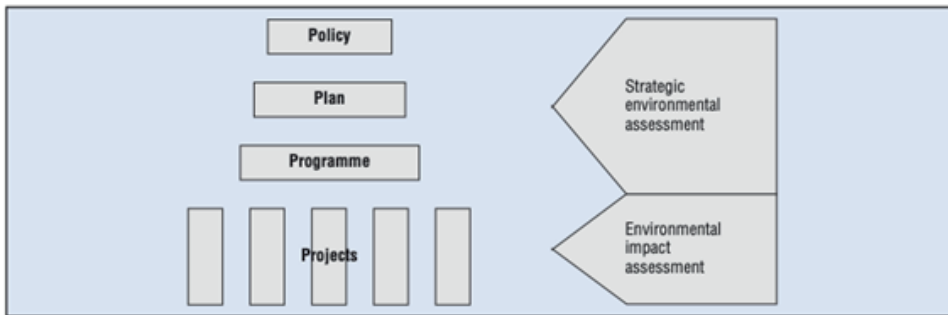 Policy
Plan
Programme
Projects
Strategic
environmental
assessment
Environmental
impact
assessment